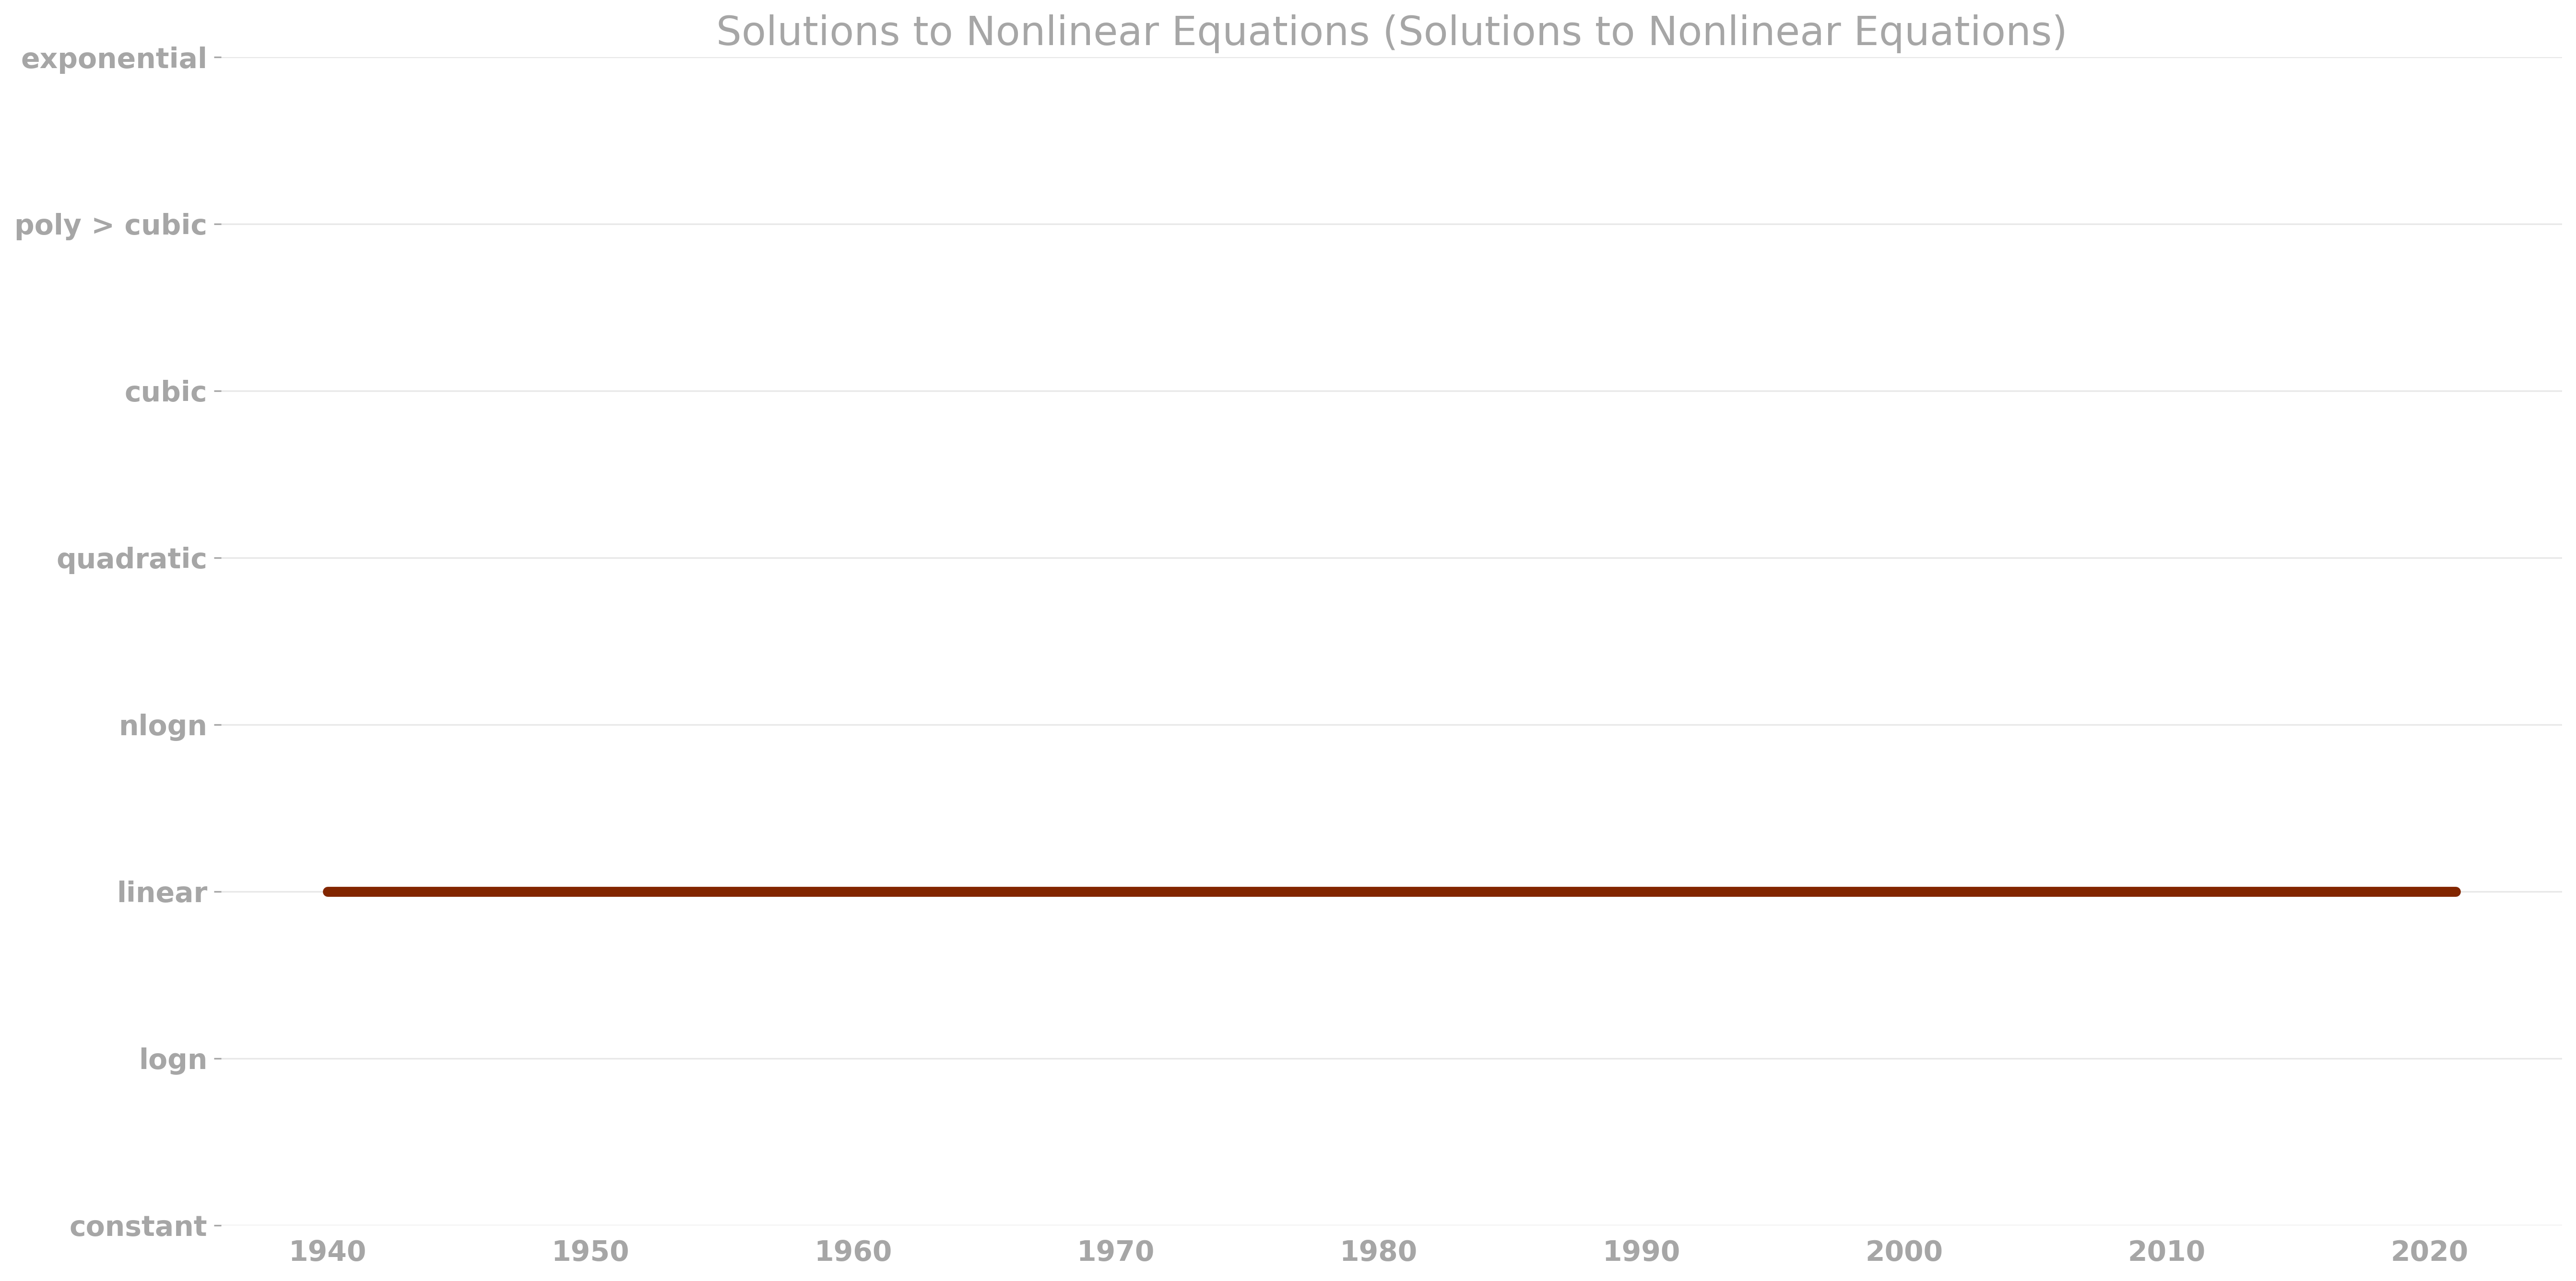 Solutions to Nonlinear Equations (Solutions to Nonlinear Equations)
exponential
poly > cubic
cubic
quadratic
nlogn
linear
logn
constant
1940 1950 1960 1970 1980 1990 2000 2010 2020